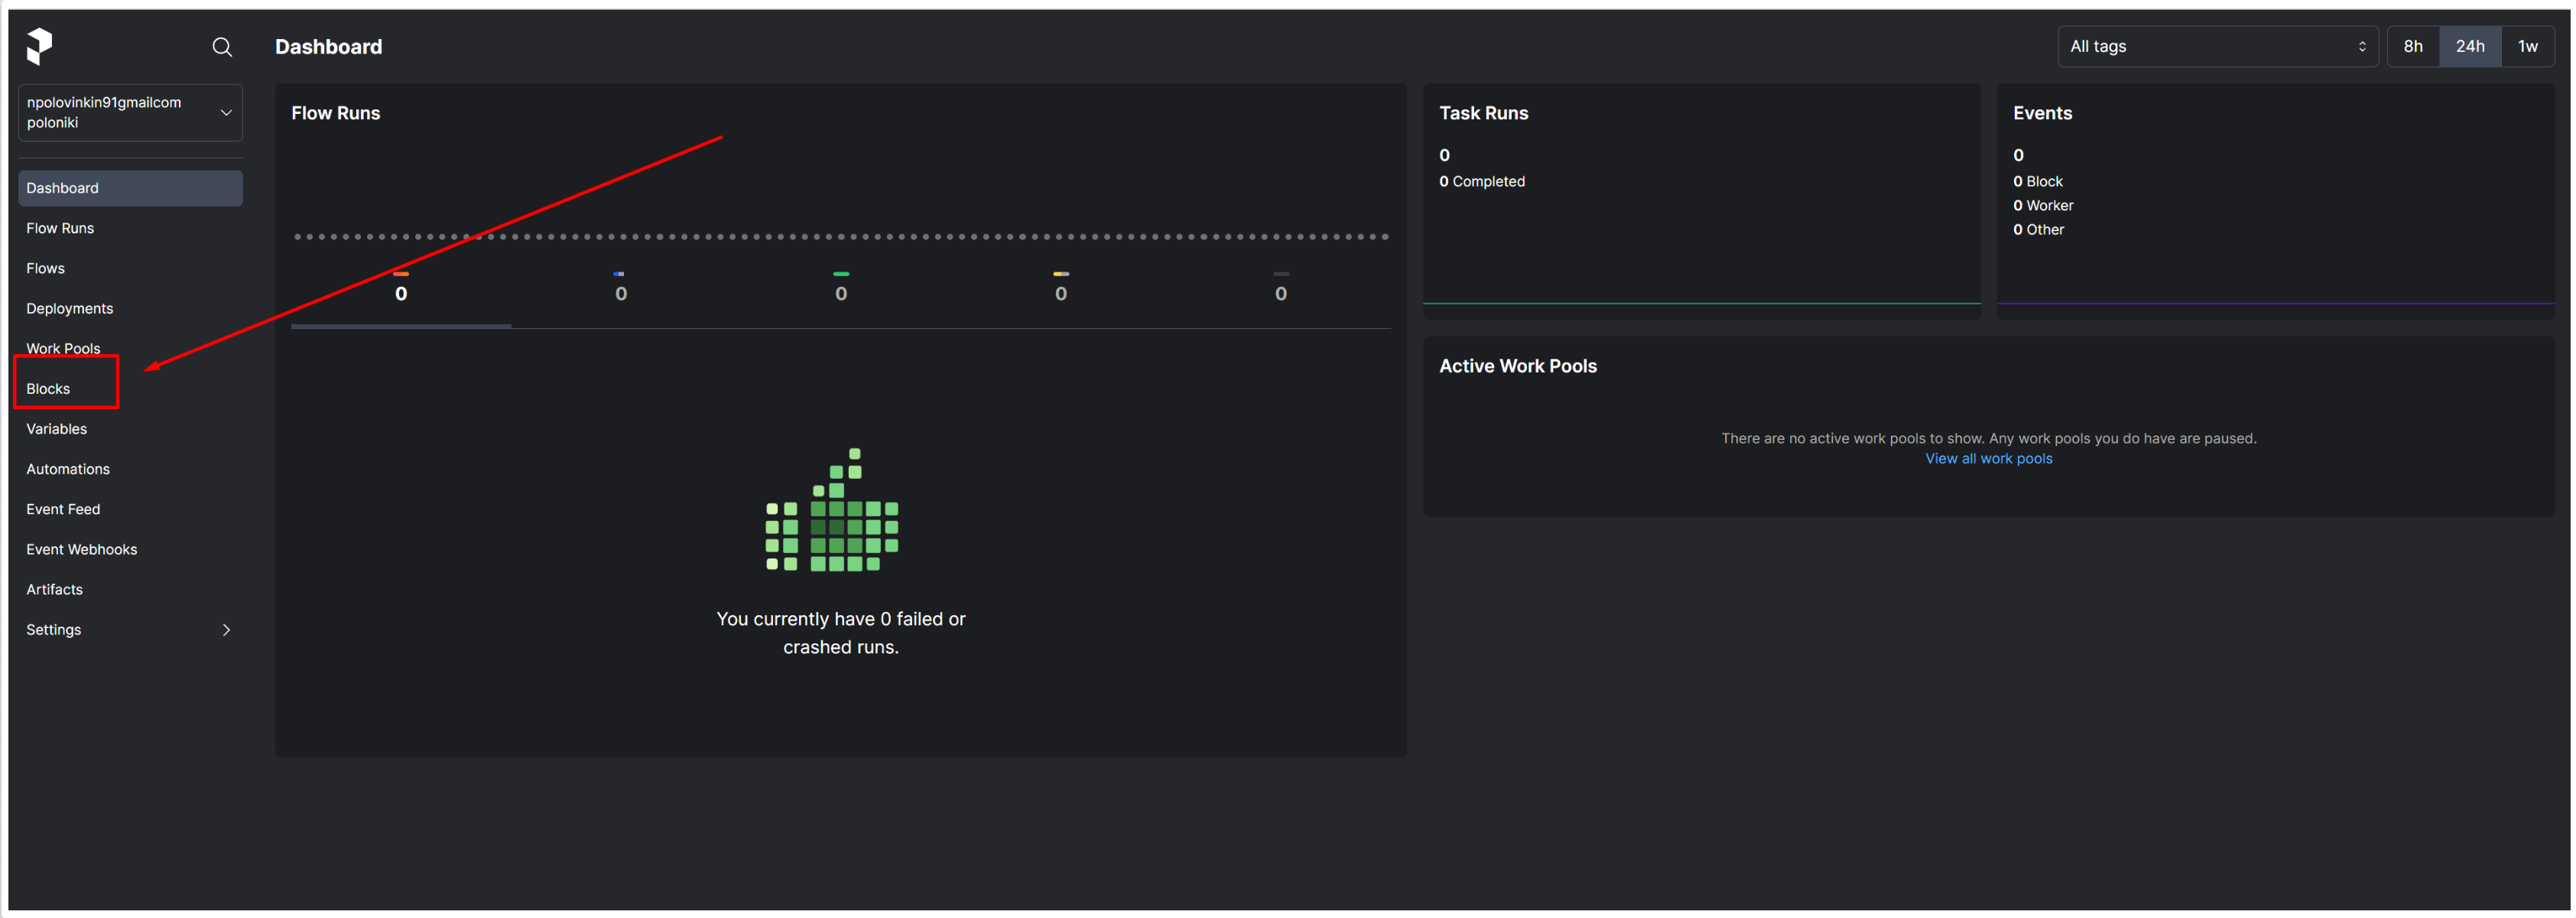 Dashboard
All tags
8h
24h
1w
npolovinkin91gmailcom
poloniki
Dashboard
Flow Runs
Flows
Deployments
Work Pools
Blocks
Variables
Automations
Event Feed
Event Webhooks
Artifacts
Settings
Flow Runs
0
0
0
0
0
You currently have 0 failed or
crashed runs.
Task Runs
0
0 Completed
Events
0
0 Block
0 Worker
0 Other
Active Work Pools
There are no active work pools to show. Any work pools you do have are paused.
View all work pools